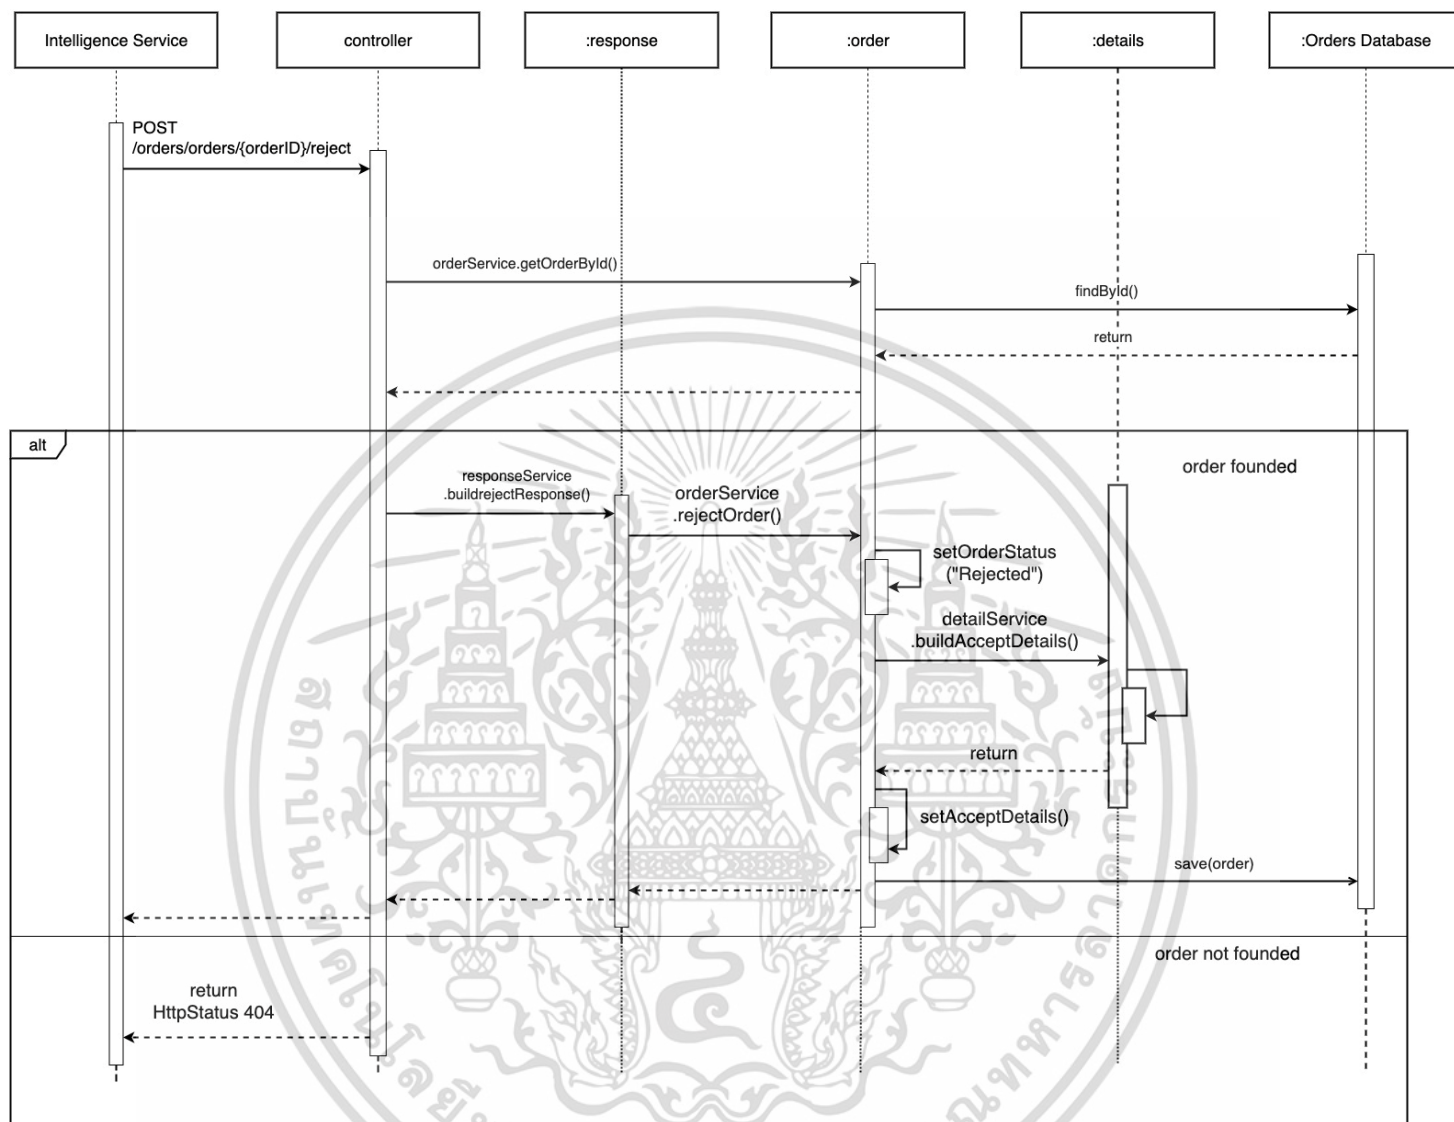 Intelligence Service
controller
:response
:order
:details
:Orders Database
POST
/orders/orders/{orderID}/reject
orderService.getOrderById()
findById()
return
alt
order founded
responseService
.buildrejectResponse()
orderService
.rejectOrder()
setOrderStatus
("Rejected")
detailService
.buildAcceptDetails()
return
setAcceptDetails()
save(order)
order not founded
return
HttpStatus 404